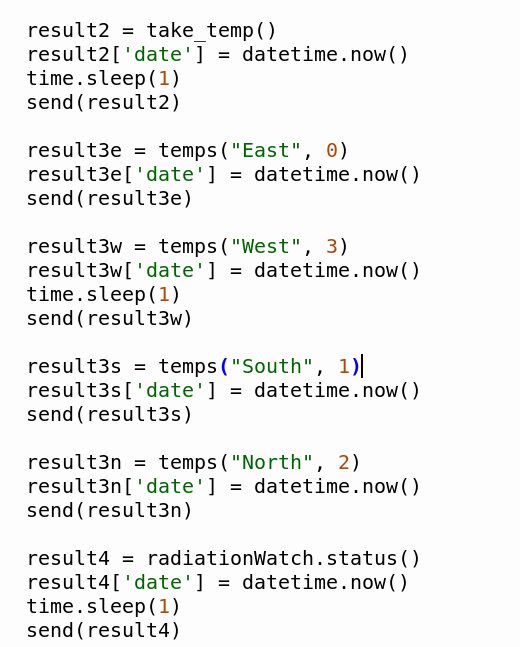 result2 = take_temp()
result2['date'] = datetime.now()
time.sleep(1)
send(result2)

result3e = temps("East", 0)
result3e['date'] = datetime.now()
send(result3e)

result3w = temps("West", 3)
result3w['date'] = datetime.now()
time.sleep(1)
send(result3w)

result3s = temps("South", 1)
result3s['date'] = datetime.now()
send(result3s)

result3n = temps("North", 2)
result3n['date'] = datetime.now()
send(result3n)

result4 = radiationWatch.status()
result4['date'] = datetime.now()
time.sleep(1)
send(result4)